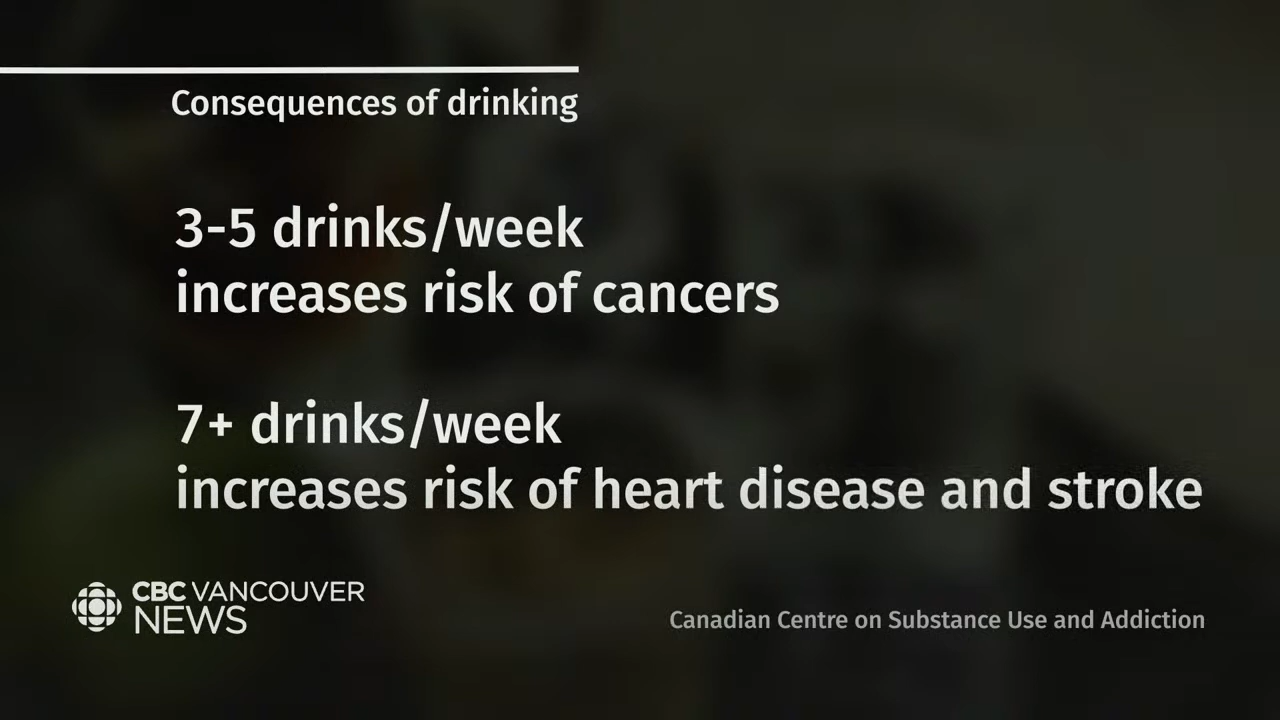 Consequences of drinking
3-5 drinks/week
increases risk of cancers
7+ drinks/week
increases risk of heart disease and stroke
CBC VANCOUVER
NEWS
Canadian Centre on Substance Use and Addiction